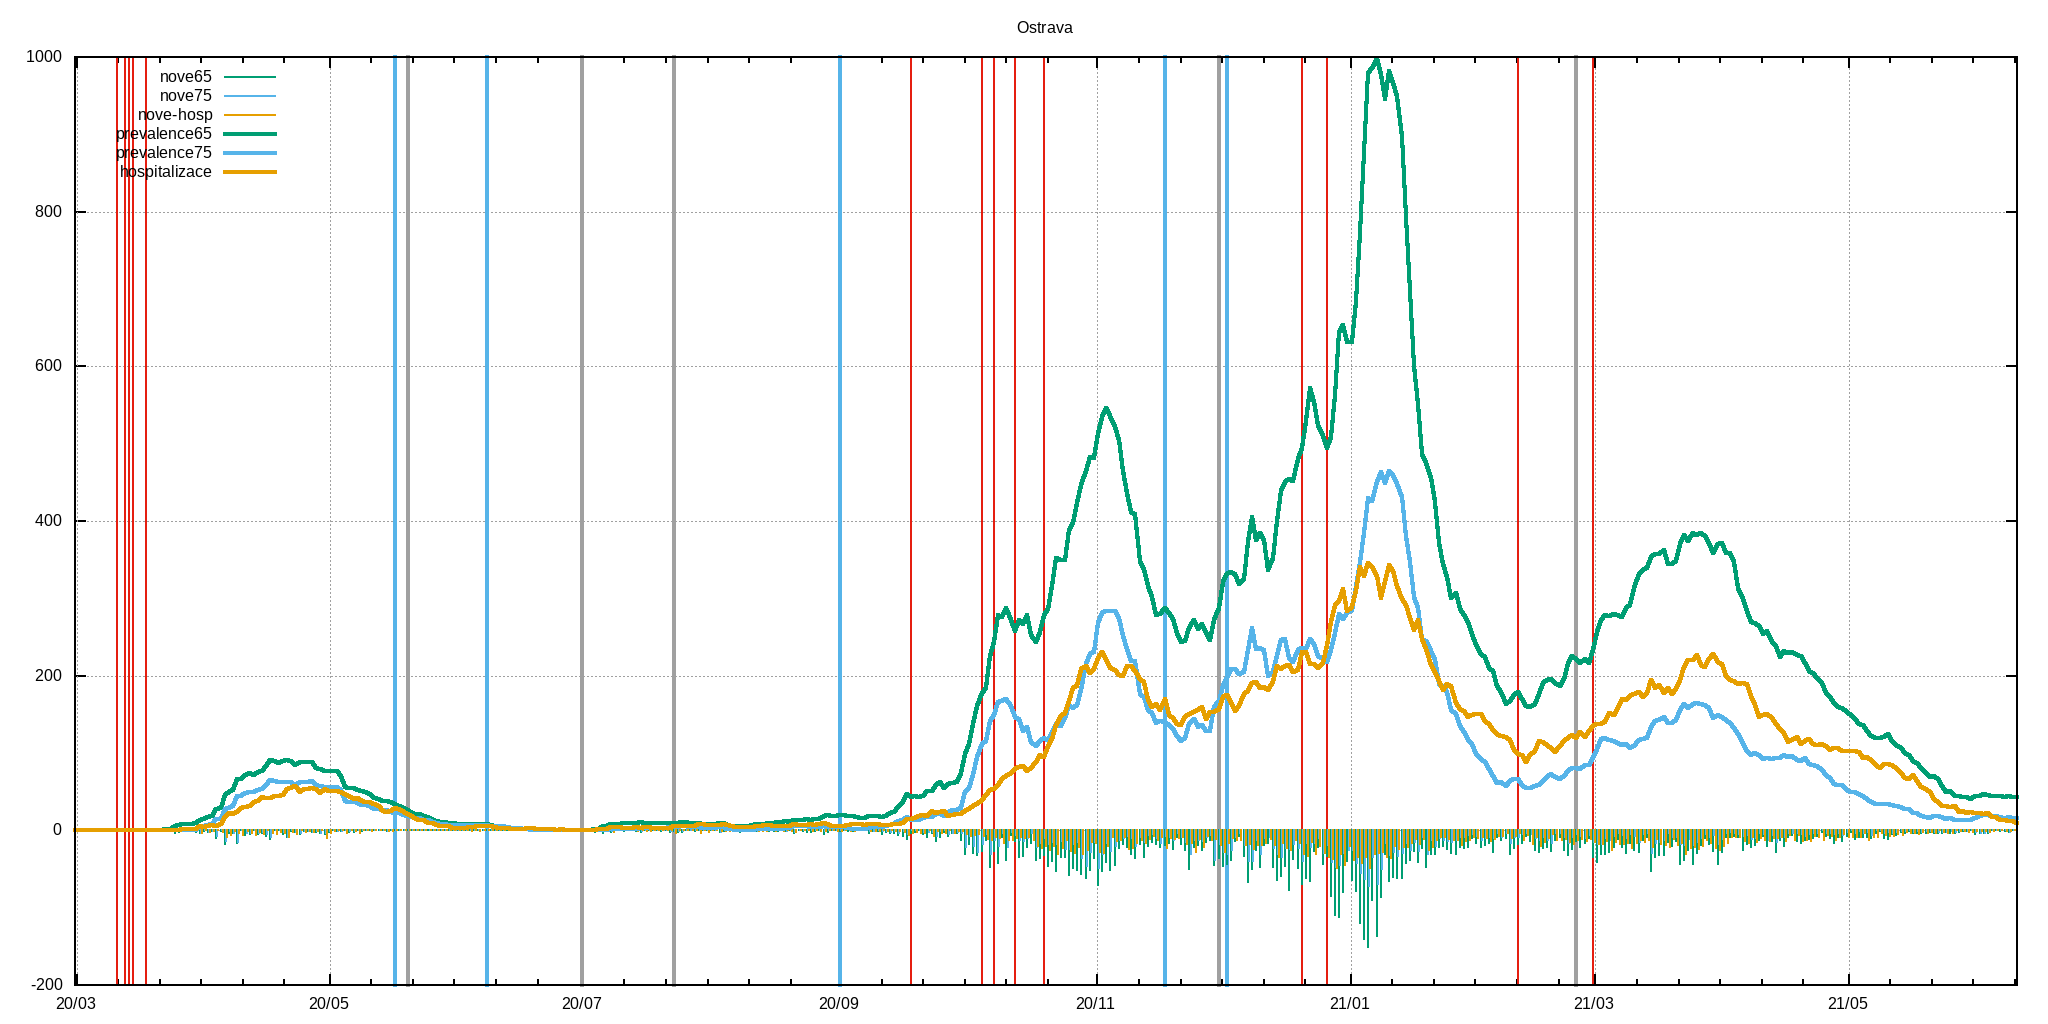 Ostrava
1000
800
600
400
200
0
-200
nove65
nove75
nove-hosp
prevalence65
prevalence75
hospitalizace
20/03 20/05 20/07 20/09 20/11 21/01 21/03 21/05